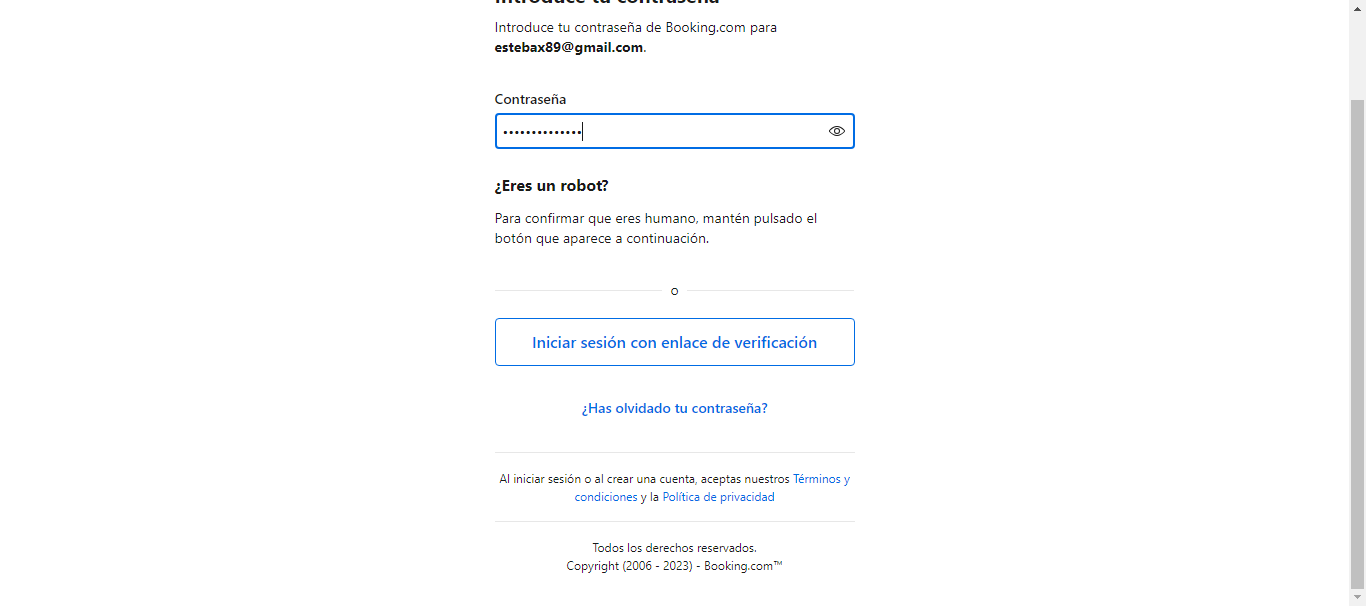 Introduce tu contraseña
Introduce tu contraseña de Booking.com para
estebax89@gmail.com.
Contraseña
••••••••••••••
¿Eres un robot?
Para confirmar que eres humano, mantén pulsado el
botón que aparece a continuación.
o
Iniciar sesión con enlace de verificación
¿Has olvidado tu contraseña?
Al iniciar sesión o al crear una cuenta, aceptas nuestros Términos y
condiciones y la Política de privacidad
Todos los derechos reservados.
Copyright (2006 - 2023) - Booking.com™